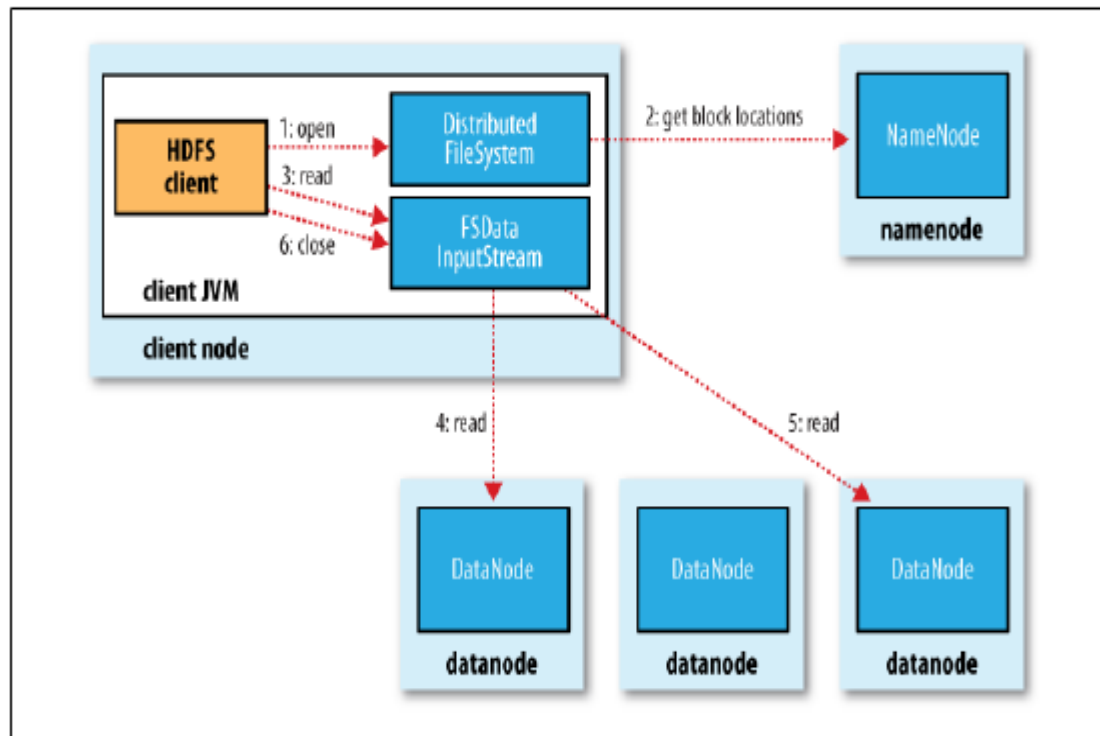 1: open
HDFS
client
3: read
6: close
Distributed
FileSystem
FSData
InputStream
client JVM
client node
2: get block locations
NameNode
namenode
4: read
5: read
DataNode
datanode
DataNode
datanode
DataNode
datanode